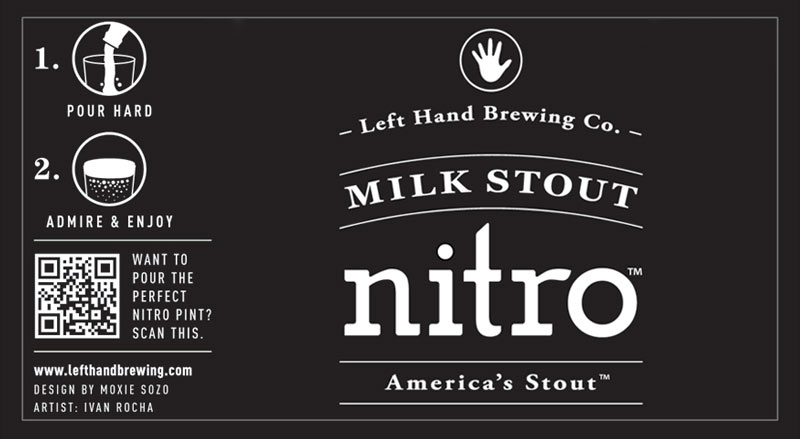 1.
POUR HARD
2.
ADMIRE & ENJOY
WANT TO
POUR THE
PERFECT
NITRO PINT?
SCAN THIS.
www.lefthandbrewing.com
DESIGN BY MOXIE SOZO
ARTIST: IVAN ROCHA
– Left Hand Brewing Co. –
MILK STOUT
nitro™
America's Stout™